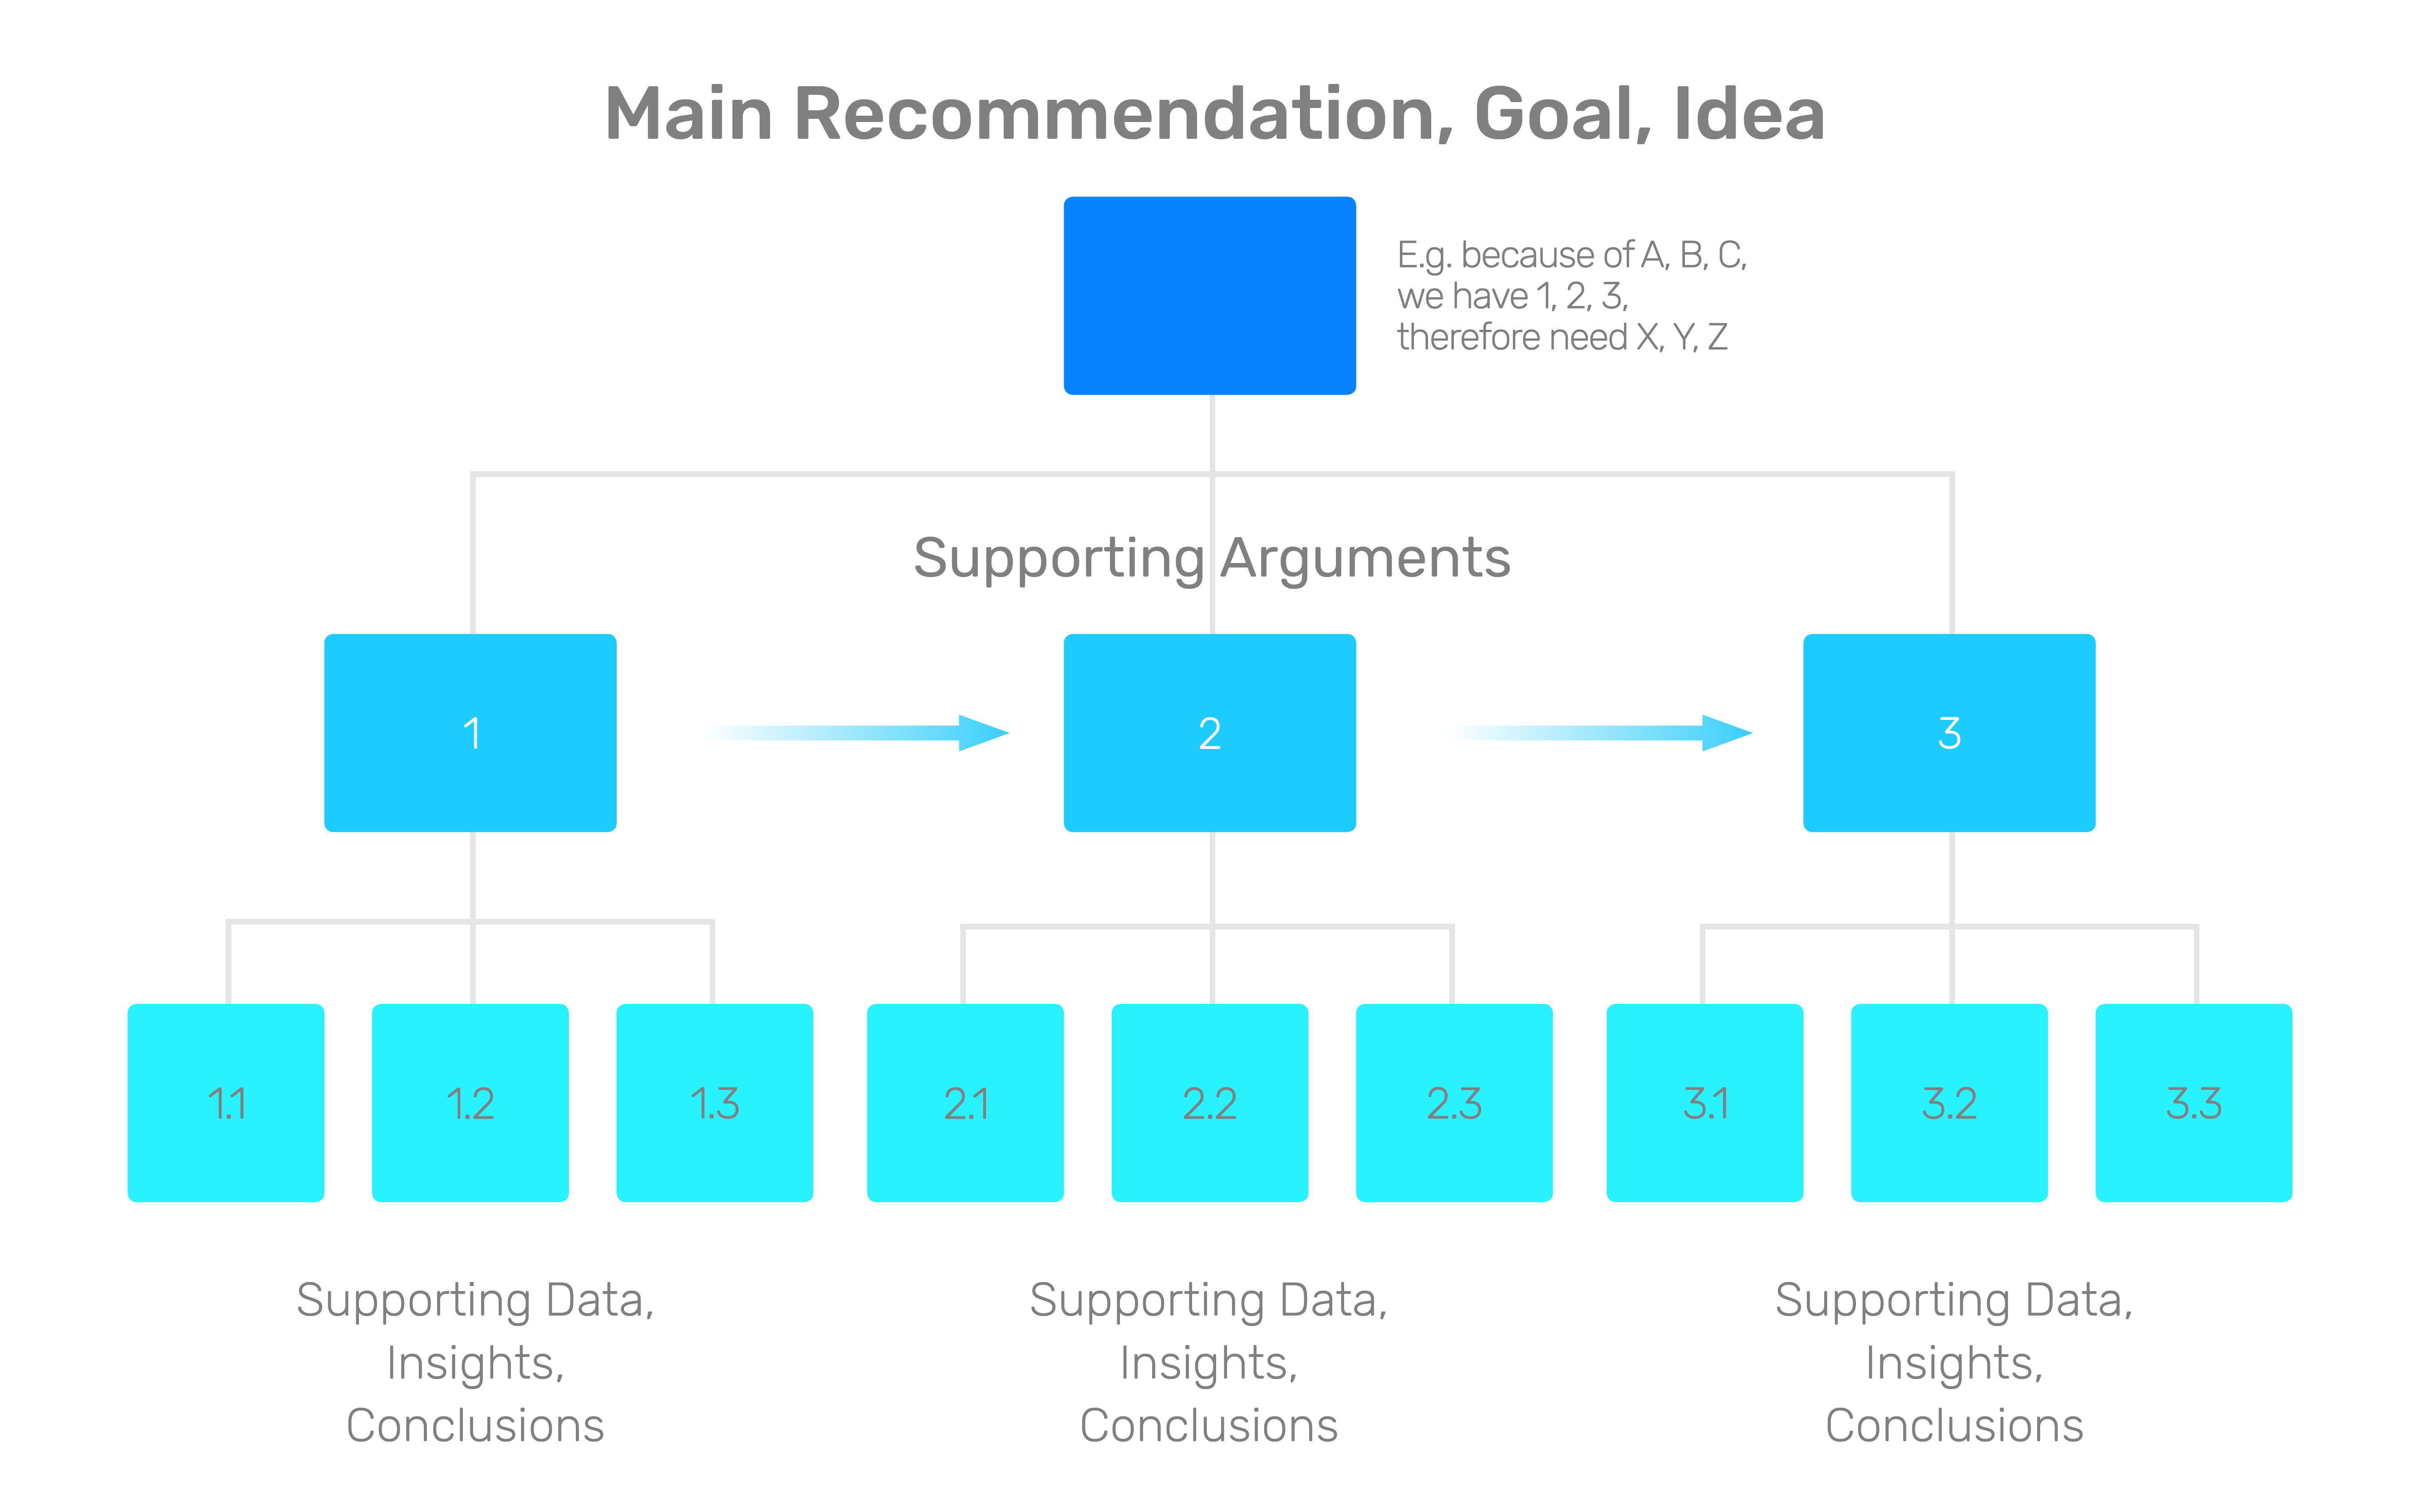 Main Recommendation, Goal, Idea
E.g. because of A, B, C,
we have 1, 2, 3,
therefore need X, Y, Z
Supporting Arguments
1
2
3
1.1
1.2
1.3
2.1
2.2
2.3
3.1
3.2
3.3
Supporting Data,
Insights,
Conclusions
Supporting Data,
Insights,
Conclusions
Supporting Data,
Insights,
Conclusions